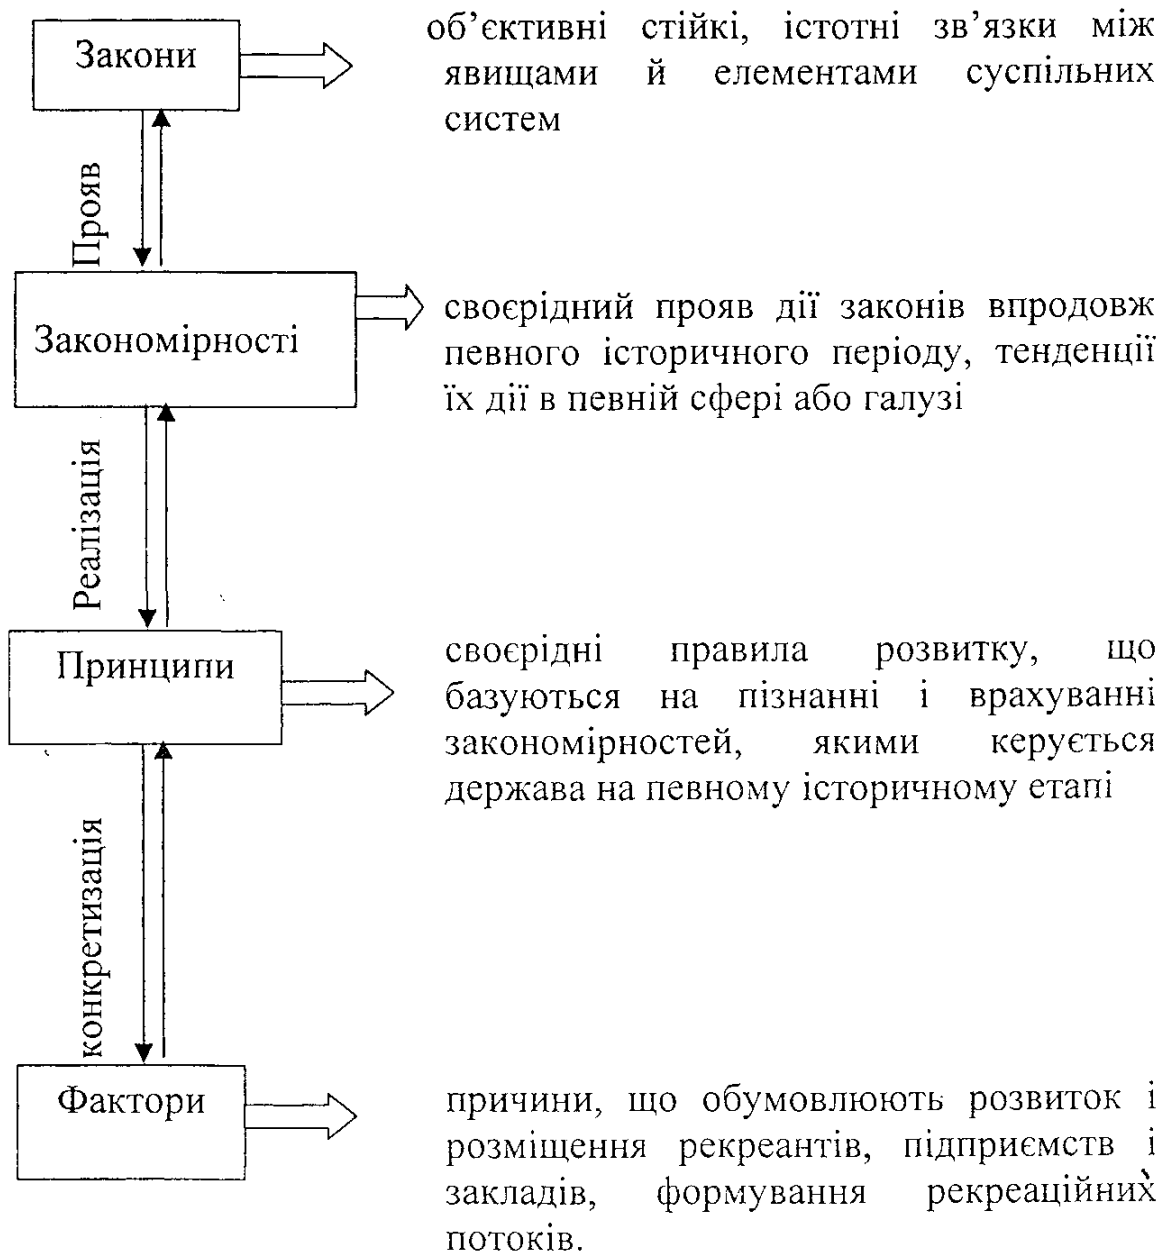 Закони
об’єктивні стійкі, істотні зв’язки між
явищами й елементами суспільних
систем
Прояв
Закономірності
своєрідний прояв дії законів впродовж
певного історичного періоду, тенденції
їх дії в певній сфері або галузі
Реалізація
Принципи
своєрідні правила розвитку, що
базуються на пізнанні і врахуванні
закономірностей, якими керується
держава на певному історичному етапі
конкретизація
Фактори
причини, що обумовлюють розвиток і
розміщення рекреантів, підприємств і
закладів, формування рекреаційних
потоків.